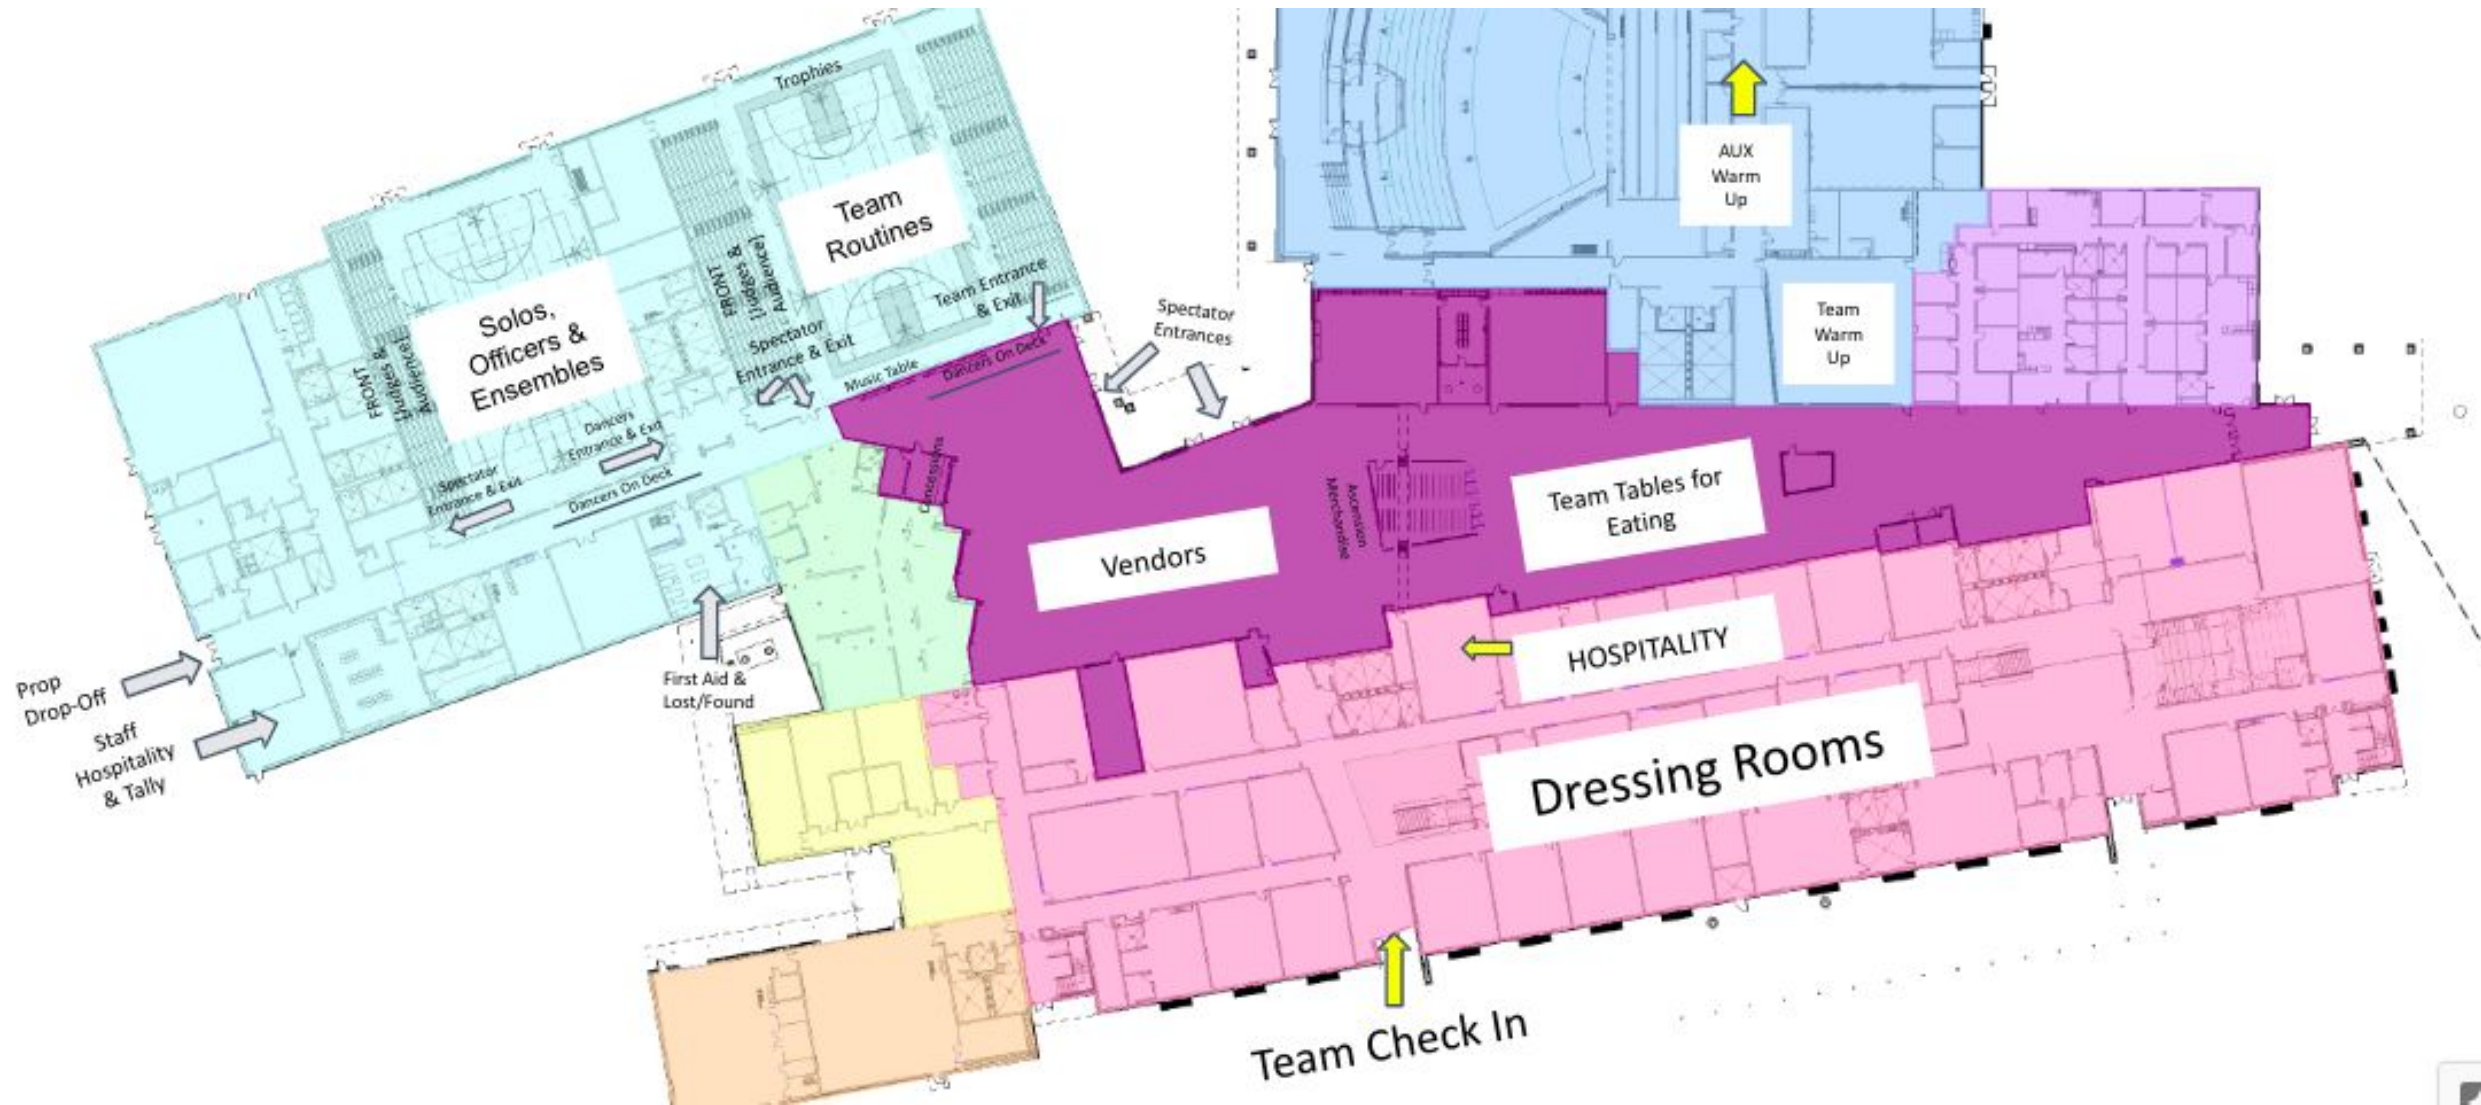 Trophies
Team
Routines
FRONT
[Judges &
Audience]
Team Entrance
& Exit
Spectator
Entrance & Exit
Music Table
Dancers On Deck
Solos,
Officers &
Ensembles
FRONT
[Judges &
Audience]
Dancers
Entrance & Exit
Spectator
Entrance & Exit
Dancers On Deck
Spectator
Entrances
AUX
Warm
Up
Team
Warm
Up
Concessions
Vendors
Ascension
Merchandise
Team Tables for
Eating
HOSPITALITY
Dressing Rooms
First Aid &
Lost/Found
Prop
Drop-Off
Staff
Hospitality
& Tally
Team Check In